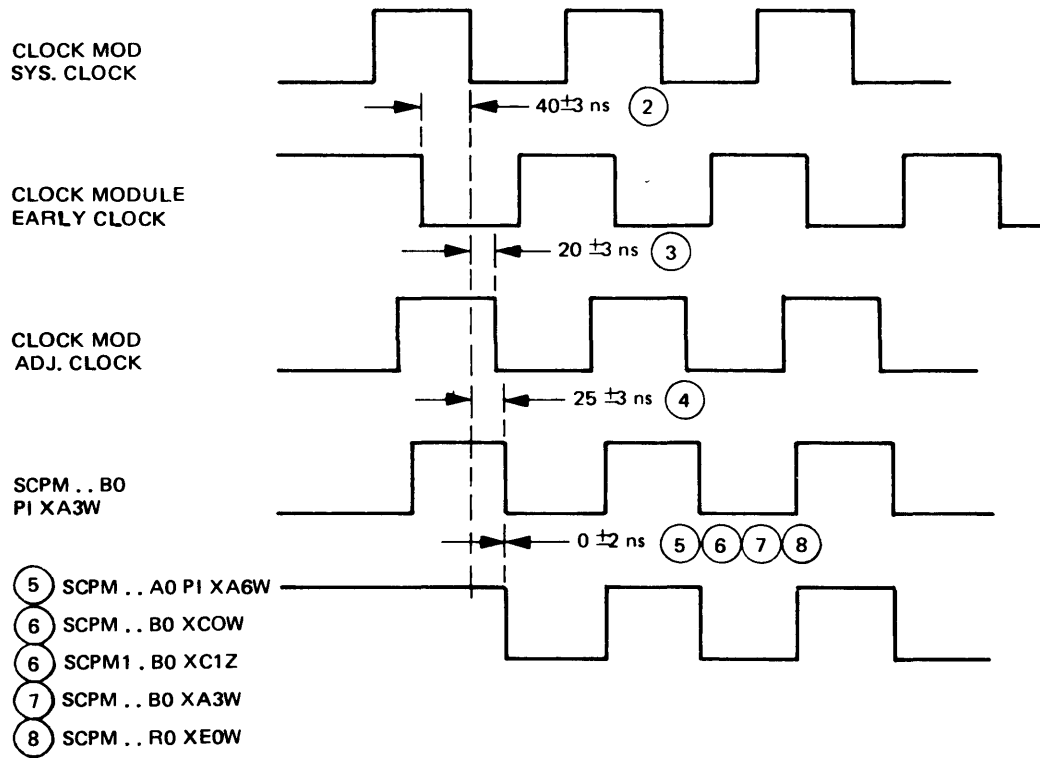 CLOCK MOD
SYS. CLOCK
40±3 ns 2
CLOCK MODULE
EARLY CLOCK
20 ±3 ns 3
CLOCK MOD
ADJ. CLOCK
25 ±3 ns 4
SCPM . . B0
PI XA3W
0 ±2 ns 5 6 7 8
5 SCPM . . A0 PI XA6W
6 SCPM . . B0 XC0W
6 SCPM1 . B0 XC1Z
7 SCPM . . B0 XA3W
8 SCPM . . R0 XE0W